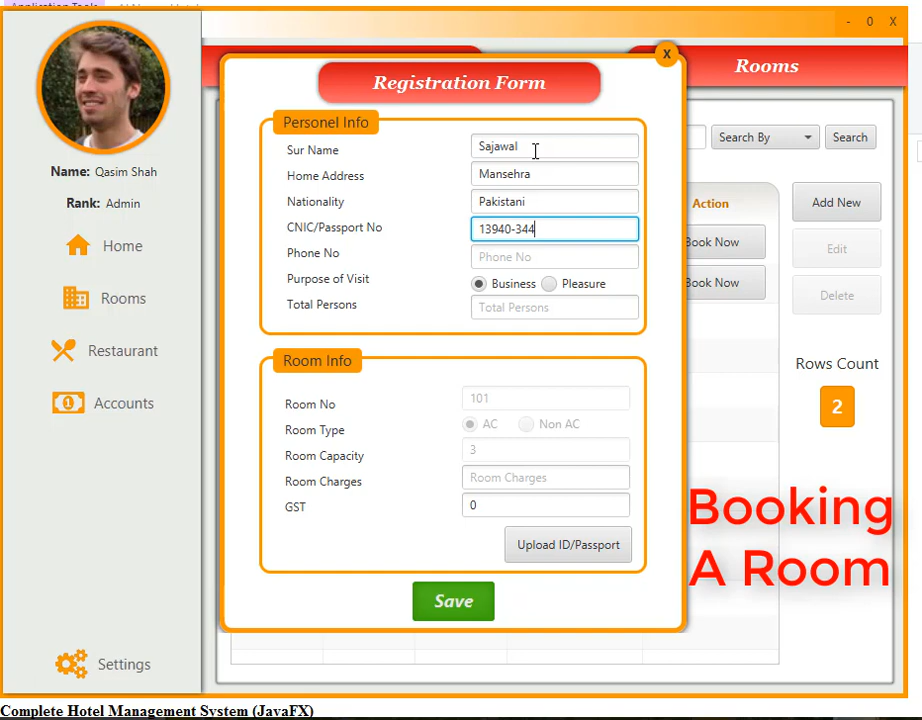 Application Tools
- 0 X
Name: Qasim Shah
Rank: Admin
Home
Rooms
Restaurant
Accounts
Settings
Rooms
Search By
Search
Action
Book Now
Book Now
Add New
Edit
Delete
Rows Count
2
X
Registration Form
Personel Info
Sur Name Sajawal
Home Address Mansehra
Nationality Pakistani
CNIC/Passport No 13940-344
Phone No Phone No
Purpose of Visit Business Pleasure
Total Persons Total Persons
Room Info
Room No 101
Room Type AC Non AC
Room Capacity 3
Room Charges Room Charges
GST 0
Upload ID/Passport
Save
Booking
A Room
Complete Hotel Management System (JavaFX)